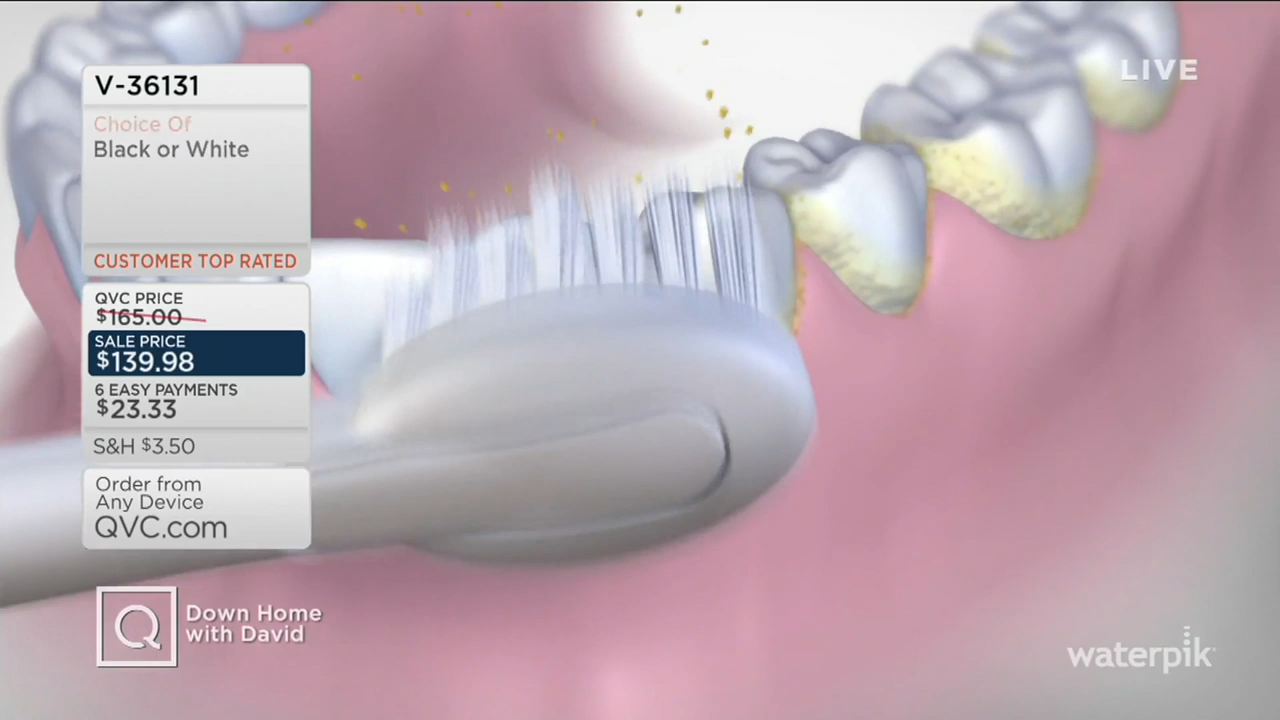 V-36131
Choice Of
Black or White
CUSTOMER TOP RATED
QVC PRICE
$165.00
SALE PRICE
$139.98
6 EASY PAYMENTS
$23.33
S&H $3.50
Order from
Any Device
QVC.com
Q
Down Home
with David
LIVE
waterpik